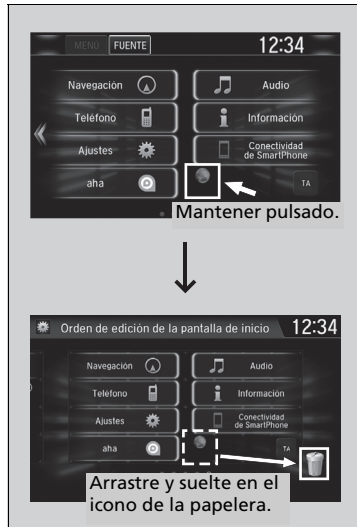 MENÚ FUENTE 12:34
Navegación Audio
Teléfono Información
Ajustes Conectividad
de SmartPhone
aha TA
Mantener pulsado.
Orden de edición de la pantalla de inicio 12:34
Navegación Audio
Teléfono Información
Ajustes Conectividad
de SmartPhone
aha TA
Arrastre y suelte en el
icono de la papelera.